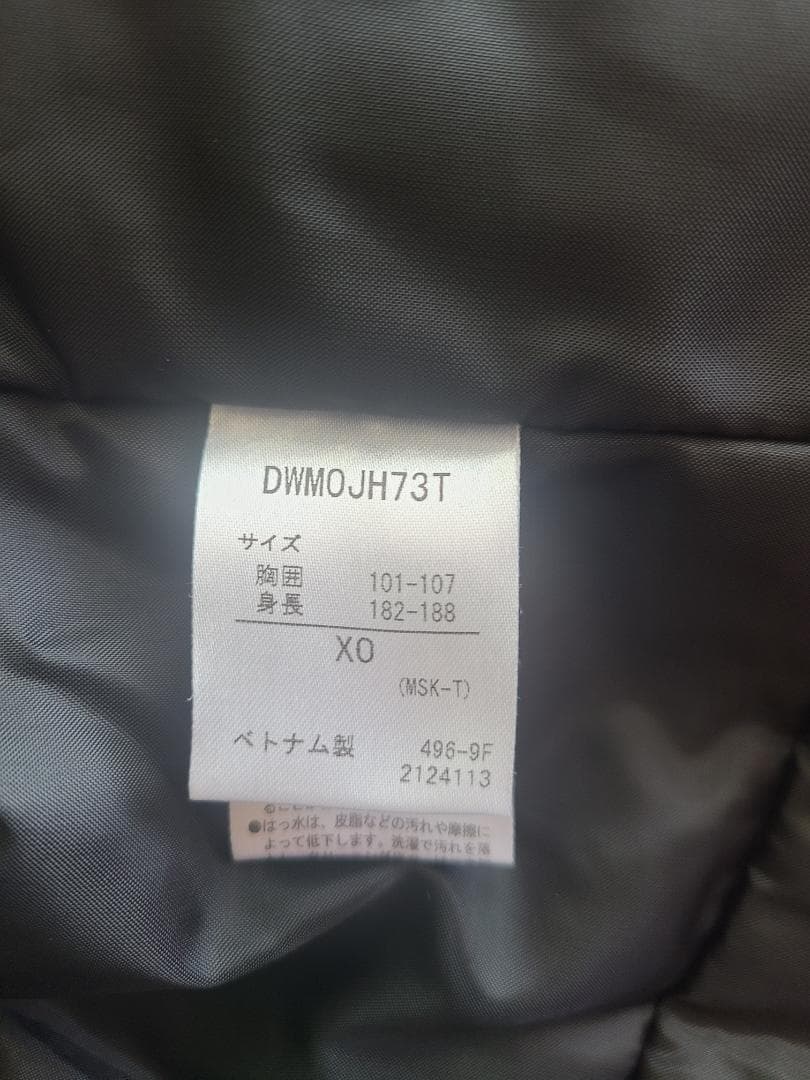 DWMOJH73T
サイズ
胸囲 101-107
身長 182-188
XO
(MSK-T)
ベトナム製 496-9F
2124113
●はっ水は、皮脂などの汚れや摩擦に
よって低下します。洗濯で汚れを落